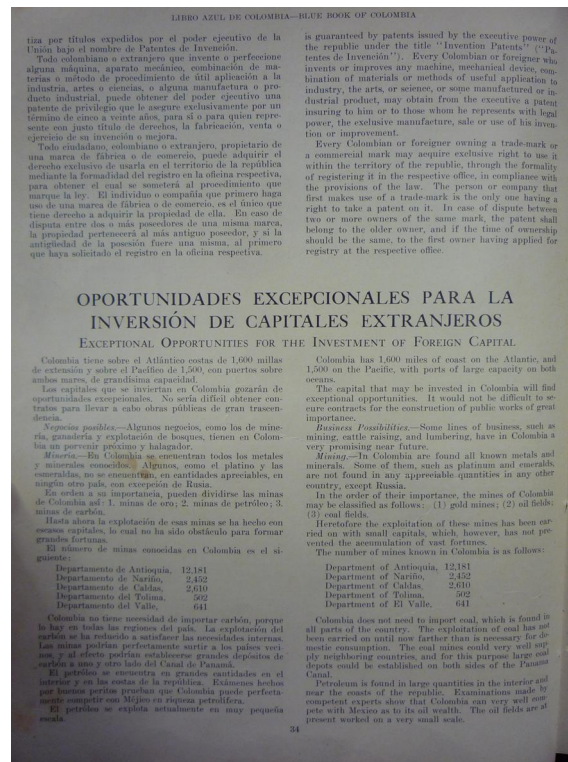 LIBRO AZUL DE COLOMBIA—BLUE BOOK OF COLOMBIA
tiza por títulos expedidos por el poder ejecutivo de la
Unión bajo el nombre de Patentes de Invención.
Todo colombiano o extranjero que invente o perfeccione
alguna máquina, aparato mecánico, combinación de ma-
terias o método de procedimiento de útil aplicación a la
industria, artes o ciencias, o alguna manufactura o pro-
ducto industrial, puede obtener del poder ejecutivo una
patente de privilegio que le asegure exclusivamente por un
término de cinco a veinte años, para sí o para quien repre-
sente con justo título de derechos, la fabricación, venta o
ejercicio de su invención o mejora.
Todo ciudadano, colombiano o extranjero, propietario de
una marca de fábrica o de comercio, puede adquirir el
derecho exclusivo de usarla en el territorio de la república
mediante la formalidad del registro en la oficina respectiva,
para obtener el cual se someterá al procedimiento que
marque la ley. El individuo o compañía que primero haga
uso de una marca de fábrica o de comercio, es el único que
tiene derecho a adquirir la propiedad de ella. En caso de
disputa entre dos o más poseedores de una misma marca,
la propiedad pertenecerá al más antiguo poseedor, y si la
antigüedad de la posesión fuere una misma, al primero
que haya solicitado el registro en la oficina respectiva.
is guaranteed by patents issued by the executive power of
the republic under the title "Invention Patents" ("Pa-
tentes de Invención"). Every Colombian or foreigner who
invents or improves any machine, mechanical device, com-
bination of materials or methods of useful application to
industry, the arts, or science, or some manufactured or in-
dustrial product, may obtain from the executive a patent
insuring to him or to those whom he represents with legal
power, the exclusive manufacture, sale or use of his inven-
tion or improvement.
Every Colombian or foreigner owning a trade-mark or
a commercial mark may acquire exclusive right to use it
within the territory of the republic, through the formality
of registering it in the respective office, in compliance with
the provisions of the law. The person or company that
first makes use of a trade-mark is the only one having a
right to take a patent on it. In case of dispute between
two or more owners of the same mark, the patent shall
belong to the older owner, and if the time of ownership
should be the same, to the first owner having applied for
registry at the respective office.
OPORTUNIDADES EXCEPCIONALES PARA LA
INVERSIÓN DE CAPITALES EXTRANJEROS
EXCEPTIONAL OPPORTUNITIES FOR THE INVESTMENT OF FOREIGN CAPITAL
Colombia tiene sobre el Atlántico costas de 1,600 millas
de extensión y sobre el Pacífico de 1,500, con puertos sobre
ambos mares, de grandísima capacidad.
Los capitales que se inviertan en Colombia gozarán de
oportunidades excepcionales. No sería difícil obtener con-
tratos para llevar a cabo obras públicas de gran trascen-
dencia.
Negocios posibles.—Algunos negocios, como los de mine-
ría, ganadería y explotación de bosques, tienen en Colom-
bia un porvenir próximo y halagador.
Minería.—En Colombia se encuentran todos los metales
y minerales conocidos. Algunos, como el platino y las
esmeraldas, no se encuentran, en cantidades apreciables, en
ningún otro país, con excepción de Rusia.
En orden a su importancia, pueden dividirse las minas
de Colombia así: 1. minas de oro; 2. minas de petróleo; 3.
minas de carbón.
Hasta ahora la explotación de esas minas se ha hecho con
escasos capitales, lo cual no ha sido obstáculo para formar
grandes fortunas.
El número de minas conocidas en Colombia es el si-
guiente:
Departamento de Antioquia, 12,181
Departamento de Nariño, 2,452
Departamento de Caldas, 2,610
Departamento del Tolima, 502
Departamento del Valle, 641
Colombia no tiene necesidad de importar carbón, porque
lo hay en todas las regiones del país. La explotación del
carbón se ha reducido a satisfacer las necesidades internas.
Las minas podrían perfectamente surtir a los países veci-
nos, y al efecto podrían establecerse grandes depósitos de
carbón a uno y otro lado del Canal de Panamá.
El petróleo se encuentra en grandes cantidades en el
interior y en las costas de la república. Exámenes hechos
por buenos peritos prueban que Colombia puede perfecta-
mente competir con Méjico en riqueza petrolífera.
El petróleo se explota actualmente en muy pequeña
escala.
Colombia has 1,600 miles of coast on the Atlantic, and
1,500 on the Pacific, with ports of large capacity on both
oceans.
The capital that may be invested in Colombia will find
exceptional opportunities. It would not be difficult to se-
cure contracts for the construction of public works of great
importance.
Business Possibilities.—Some lines of business, such as
mining, cattle raising, and lumbering, have in Colombia a
very promising near future.
Mining.—In Colombia are found all known metals and
minerals. Some of them, such as platinum and emeralds,
are not found in any appreciable quantities in any other
country, except Russia.
In the order of their importance, the mines of Colombia
may be classified as follows: (1) gold mines; (2) oil fields;
(3) coal fields.
Heretofore the exploitation of these mines has been car-
ried on with small capitals, which, however, has not pre-
vented the accumulation of vast fortunes.
The number of mines known in Colombia is as follows:
Department of Antioquia, 12,181
Department of Nariño, 2,452
Department of Caldas, 2,610
Department of Tolima, 502
Department of El Valle, 641
Colombia does not need to import coal, which is found in
all parts of the country. The exploitation of coal has not
been carried on until now farther than is necessary for do-
mestic consumption. The coal mines could very well sup-
ply neighboring countries, and for this purpose large coal
depots could be established on both sides of the Panama
Canal.
Petroleum is found in large quantities in the interior and
near the coasts of the republic. Examinations made by
competent experts show that Colombia can very well com-
pete with Mexico as to its oil wealth. The oil fields are at
present worked on a very small scale.
34